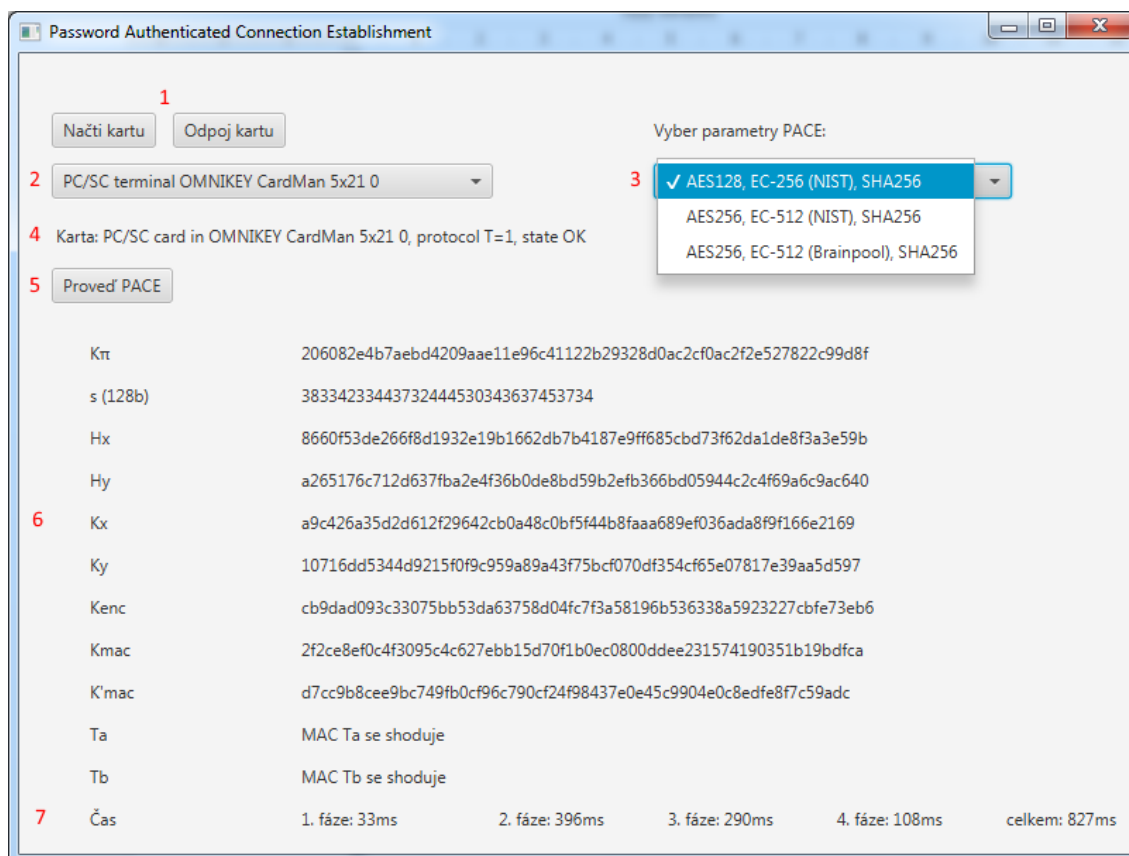 Password Authenticated Connection Establishment
1
Načti kartu Odpoj kartu Vyber parametry PACE:
2 PC/SC terminal OMNIKEY CardMan 5x21 0 3 ✓ AES128, EC-256 (NIST), SHA256
AES256, EC-512 (NIST), SHA256
4 Karta: PC/SC card in OMNIKEY CardMan 5x21 0, protocol T=1, state OK
AES256, EC-512 (Brainpool), SHA256
5 Proveď PACE
Kπ 206082e4b7aebd4209aae11e96c41122b29328d0ac2cf0ac2f2e527822c99d8f
s (128b) 38334233443732444530343637453734
Hx 8660f53de266f8d1932e19b1662db7b4187e9ff685cbd73f62da1de8f3a3e59b
Hy a265176c712d637fba2e4f36b0de8bd59b2efb366bd05944c2c4f69a6c9ac640
6 Kx a9c426a35d2d612f29642cb0a48c0bf5f44b8faaa689ef036ada8f9f166e2169
Ky 10716dd5344d9215f0f9c959a89a43f75bcf070df354cf65e07817e39aa5d597
Kenc cb9dad093c33075bb53da63758d04fc7f3a58196b536338a5923227cbfe73eb6
Kmac 2f2ce8ef0c4f3095c4c627ebb15d70f1b0ec0800ddee231574190351b19bdfca
K'mac d7cc9b8cee9bc749fb0cf96c790cf24f98437e0e45c9904e0c8edfe8f7c59adc
Ta MAC Ta se shoduje
Tb MAC Tb se shoduje
7 Čas 1. fáze: 33ms 2. fáze: 396ms 3. fáze: 290ms 4. fáze: 108ms celkem: 827ms